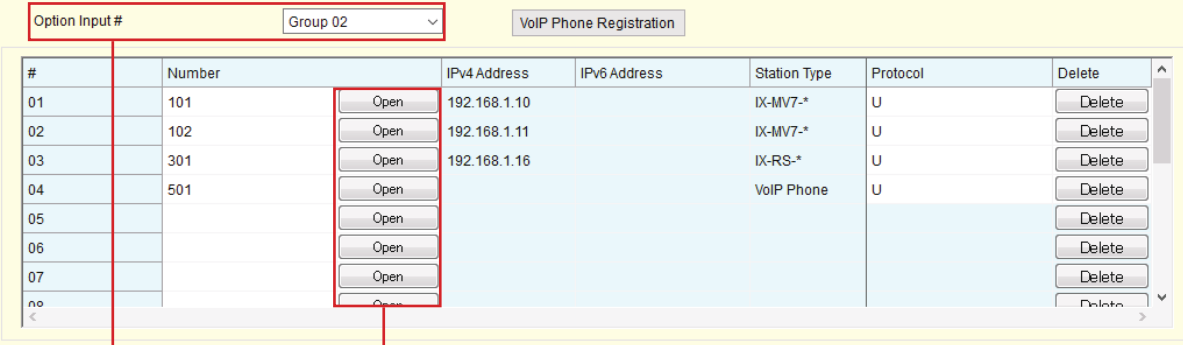 Option Input # Group 02 VoIP Phone Registration
# Number IPv4 Address IPv6 Address Station Type Protocol Delete
01 101 Open 192.168.1.10 IX-MV7-* U Delete
02 102 Open 192.168.1.11 IX-MV7-* U Delete
03 301 Open 192.168.1.16 IX-RS-* U Delete
04 501 Open VoIP Phone U Delete
05 Open Delete
06 Open Delete
07 Open Delete
08 Open Delete